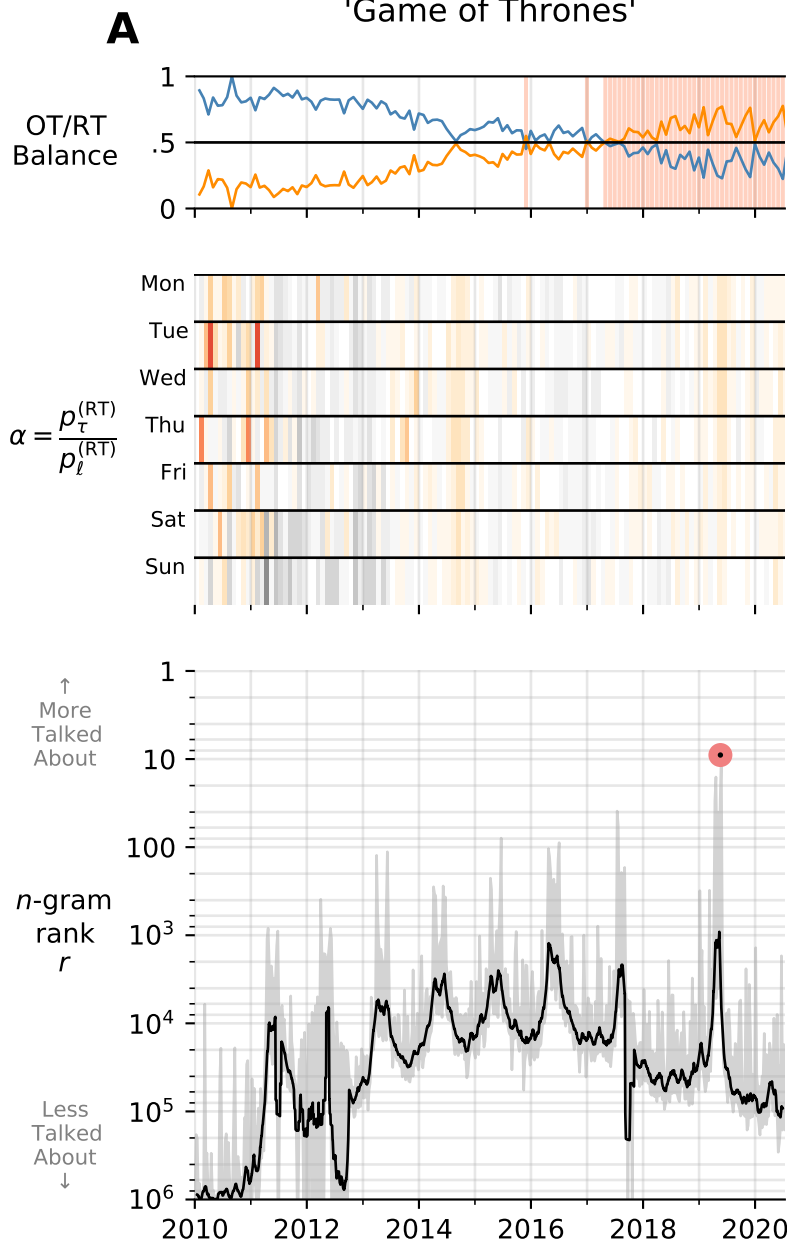 'Game of Thrones'
A
1
OT/RT
Balance
.5
0
Mon
Tue
Wed
α = p_τ^(RT) / p_ℓ^(RT)
Thu
Fri
Sat
Sun
1
↑
More
Talked
About
10
100
n-gram
rank
r
10³
10⁴
Less
Talked
About
↓
10⁵
10⁶
2010 2012 2014 2016 2018 2020